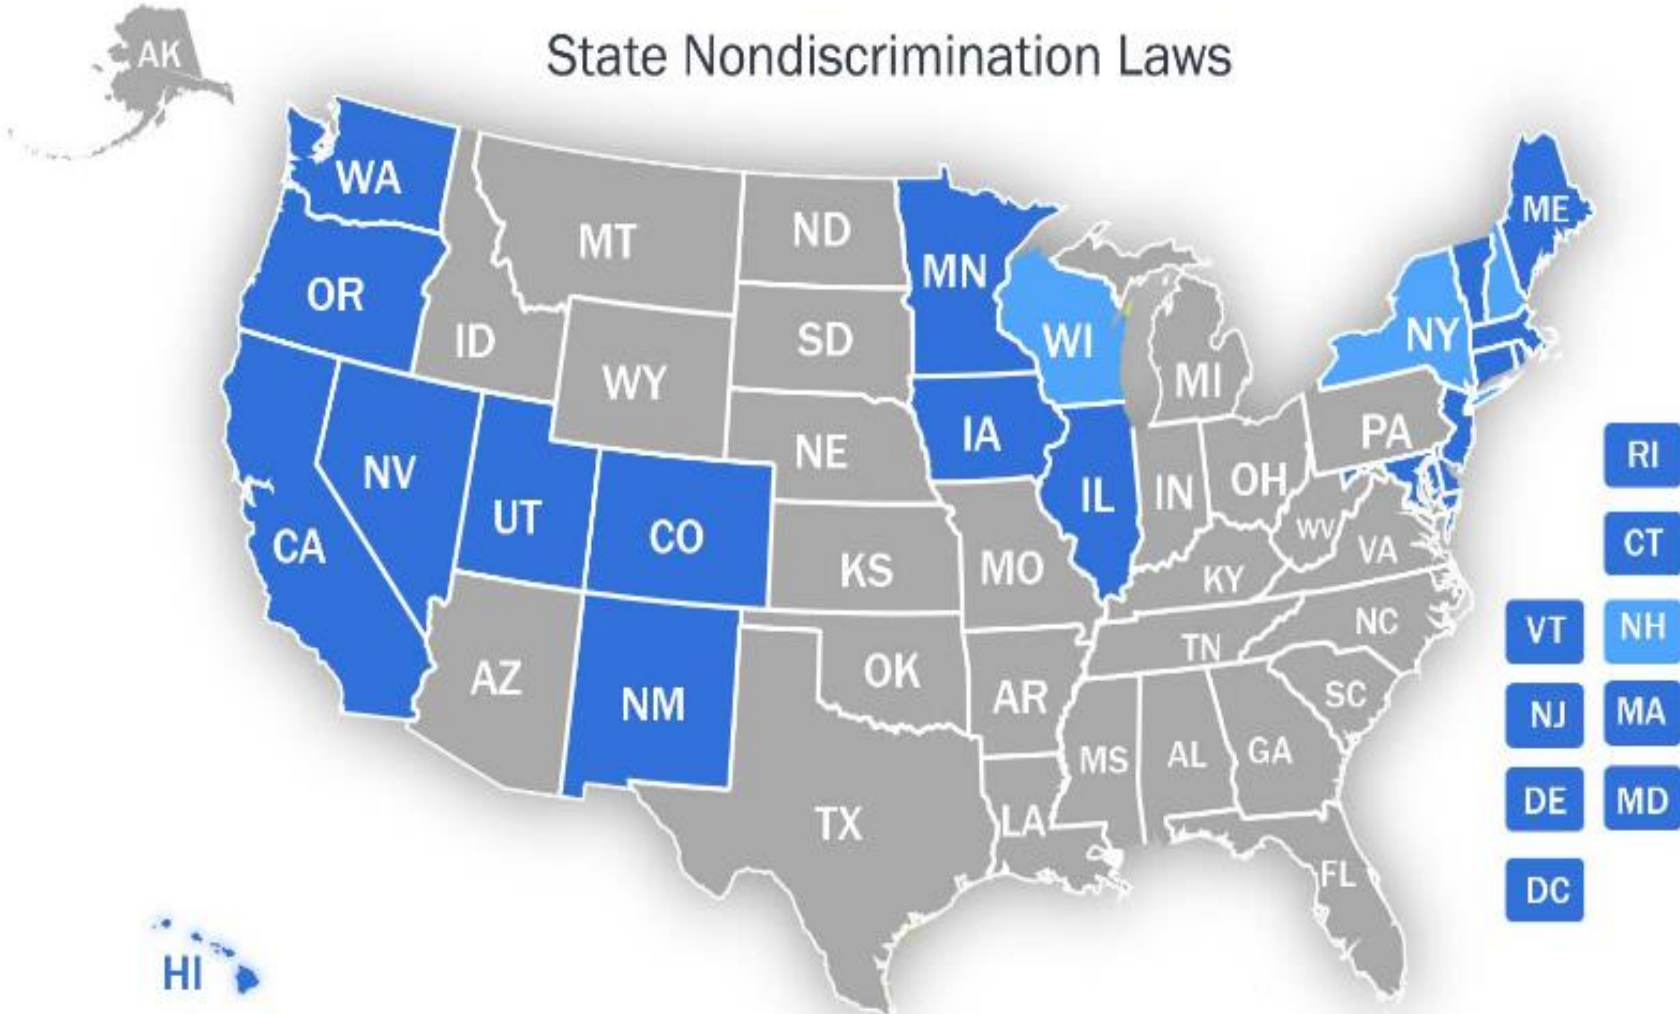 State Nondiscrimination Laws
AK
WA
ME
MT
ND
MN
OR
NY
WI
ID
SD
WY
MI
PA
IA
NE
RI
NV
OH
IN
IL
UT
CO
WV
CT
CA
VA
KS
MO
KY
NC
VT
NH
TN
OK
AZ
AR
SC
NM
NJ
MA
GA
AL
MS
DE
MD
TX
LA
FL
DC
HI